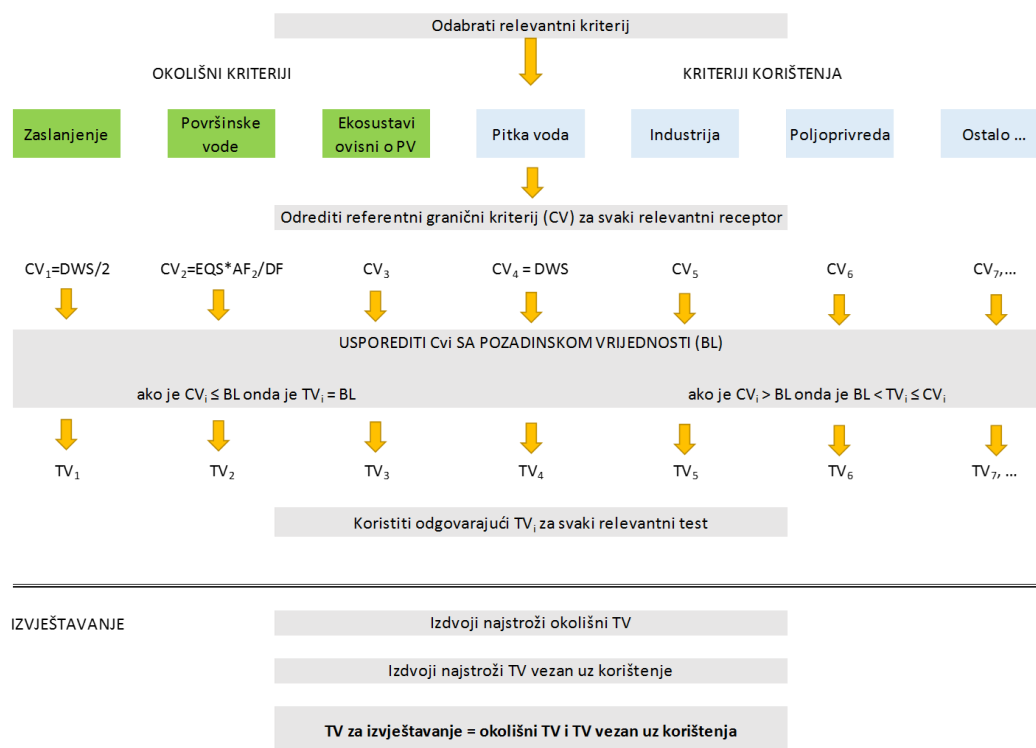 Odabrati relevantni kriterij
OKOLIŠNI KRITERIJI
KRITERIJI KORIŠTENJA
Zaslanjenje
Površinske
vode
Ekosustavi
ovisni o PV
Pitka voda
Industrija
Poljoprivreda
Ostalo ...
Odrediti referentni granični kriterij (CV) za svaki relevantni receptor
CV₁=DWS/2
CV₂=EQS*AF₂/DF
CV₃
CV₄ = DWS
CV₅
CV₆
CV₇,...
USPOREDITI Cvi SA POZADINSKOM VRIJEDNOSTI (BL)
ako je CVᵢ ≤ BL onda je TVᵢ = BL
ako je CVᵢ > BL onda je BL < TVᵢ ≤ CVᵢ
TV₁
TV₂
TV₃
TV₄
TV₅
TV₆
TV₇, ...
Koristiti odgovarajući TVᵢ za svaki relevantni test
IZVJEŠTAVANJE
Izdvoji najstroži okolišni TV
Izdvoji najstroži TV vezan uz korištenje
TV za izvještavanje = okolišni TV i TV vezan uz korištenja